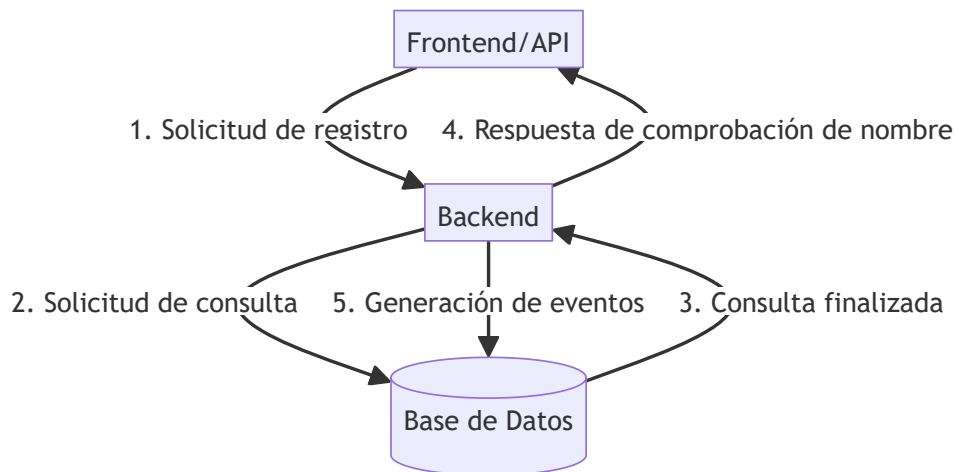 Frontend/API
1. Solicitud de registro
4. Respuesta de comprobación de nombre
Backend
2. Solicitud de consulta
5. Generación de eventos
3. Consulta finalizada
Base de Datos